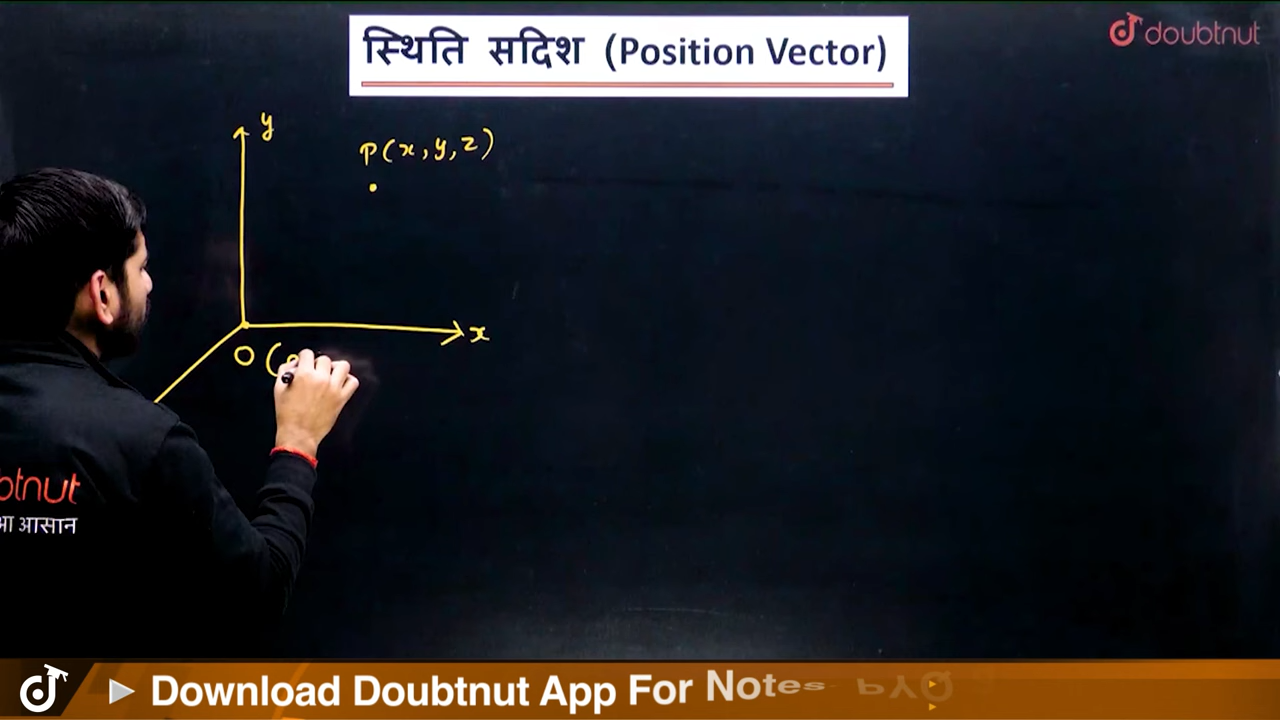 स्थिति सदिश (Position Vector)
doubtnut
y
P(x, y, z)
x
O (
btnut
आ आसान
Download Doubtnut App For Notes